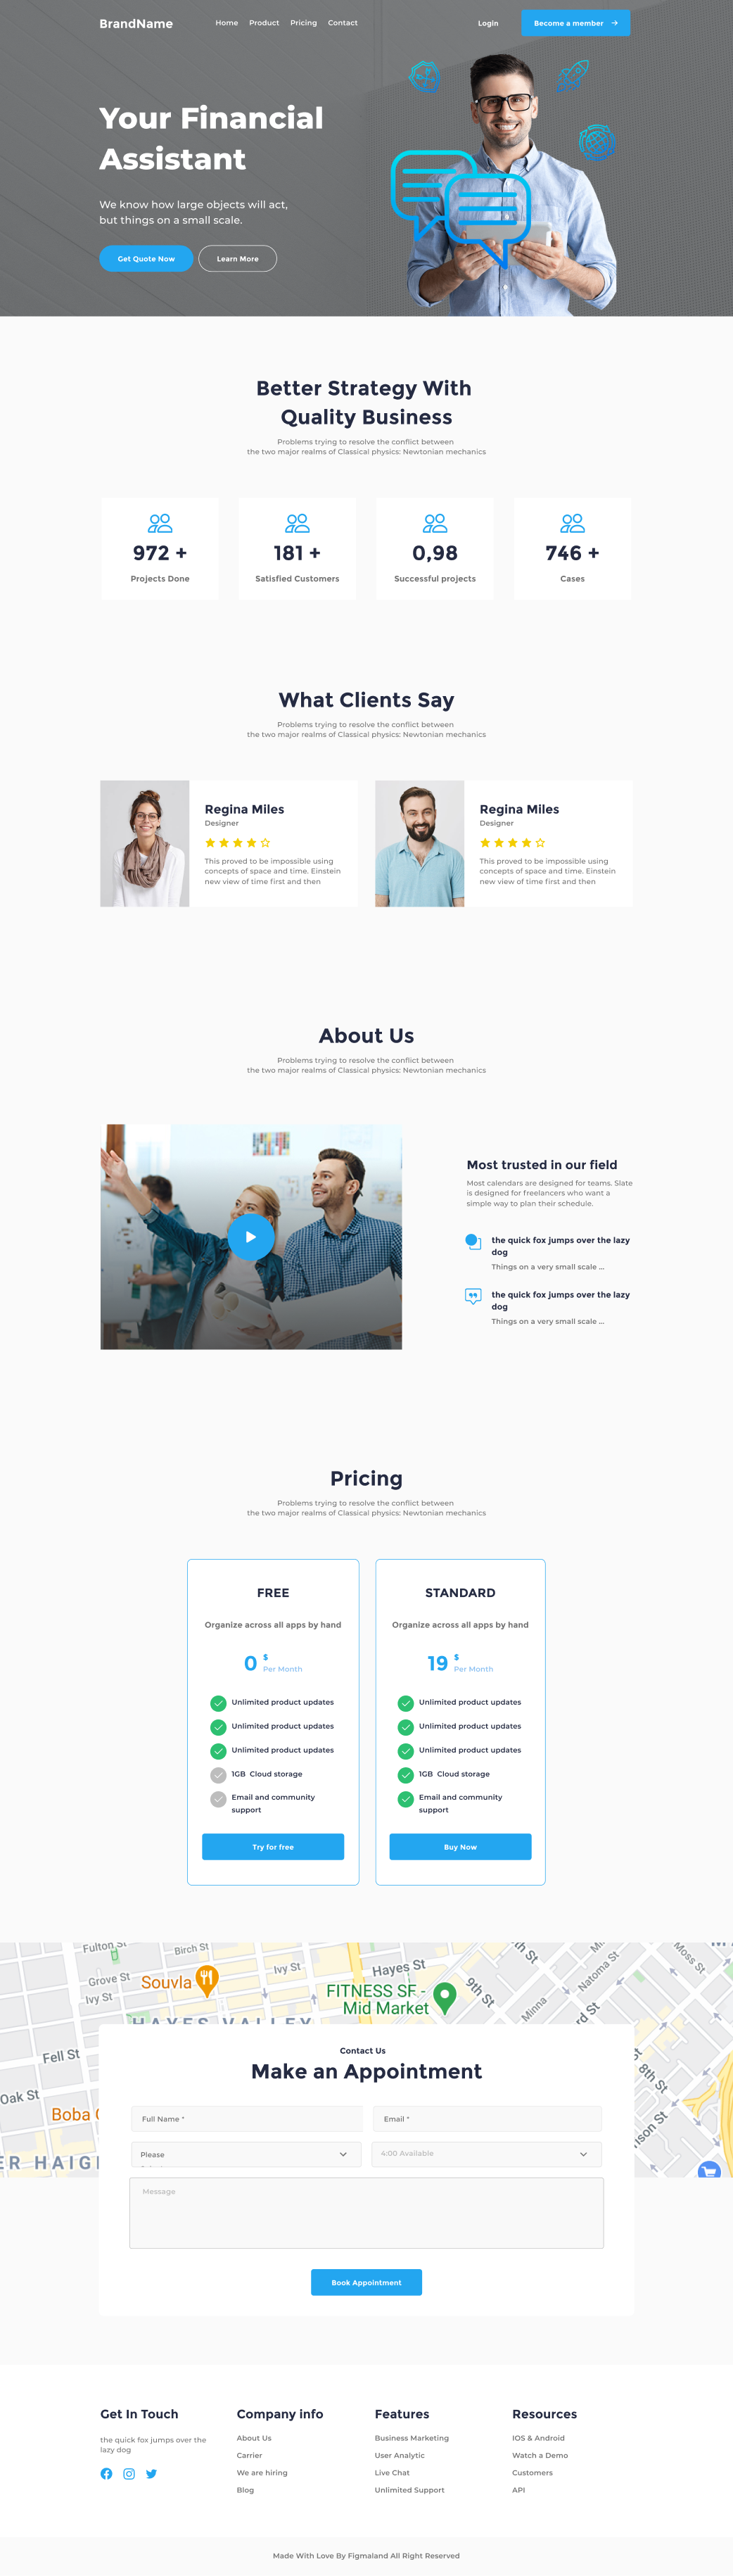 BrandName
Home
Product
Pricing
Contact
Login
Become a member
Your Financial
Assistant
We know how large objects will act,
but things on a small scale.
Get Quote Now
Learn More
Better Strategy With
Quality Business
Problems trying to resolve the conflict between
the two major realms of Classical physics: Newtonian mechanics
972 +
Projects Done
181 +
Satisfied Customers
0,98
Successful projects
746 +
Cases
What Clients Say
Problems trying to resolve the conflict between
the two major realms of Classical physics: Newtonian mechanics
Regina Miles
Designer
This proved to be impossible using
concepts of space and time. Einstein
new view of time first and then
Regina Miles
Designer
This proved to be impossible using
concepts of space and time. Einstein
new view of time first and then
About Us
Problems trying to resolve the conflict between
the two major realms of Classical physics: Newtonian mechanics
Most trusted in our field
Most calendars are designed for teams. Slate
is designed for freelancers who want a
simple way to plan their schedule.
the quick fox jumps over the lazy
dog
Things on a very small scale ...
the quick fox jumps over the lazy
dog
Things on a very small scale ...
Pricing
Problems trying to resolve the conflict between
the two major realms of Classical physics: Newtonian mechanics
FREE
Organize across all apps by hand
0 $
Per Month
Unlimited product updates
Unlimited product updates
Unlimited product updates
1GB Cloud storage
Email and community
support
Try for free
STANDARD
Organize across all apps by hand
19 $
Per Month
Unlimited product updates
Unlimited product updates
Unlimited product updates
1GB Cloud storage
Email and community
support
Buy Now
Fulton St
Birch St
Grove St
Ivy St
Souvla
Ivy St
Hayes St
FITNESS SF -
Mid Market
9th St
Minna
Natoma St
Moss St
rd St
8th St
HAYES VALLEY
Fell St
Oak St
Boba
ER HAIG
Contact Us
Make an Appointment
Full Name *
Email *
Please
4:00 Available
Message
Book Appointment
Get In Touch
the quick fox jumps over the
lazy dog
Company info
About Us
Carrier
We are hiring
Blog
Features
Business Marketing
User Analytic
Live Chat
Unlimited Support
Resources
IOS & Android
Watch a Demo
Customers
API
Made With Love By Figmaland All Right Reserved